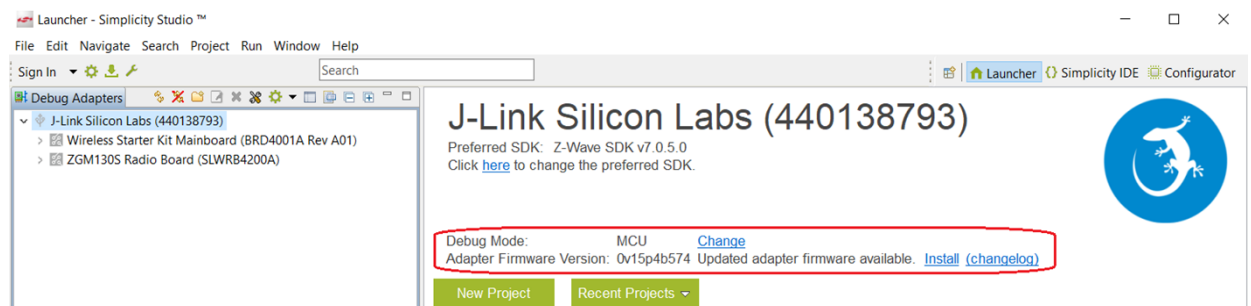 Launcher - Simplicity Studio ™
File Edit Navigate Search Project Run Window Help
Sign In Search Launcher Simplicity IDE Configurator
Debug Adapters
J-Link Silicon Labs (440138793)
Wireless Starter Kit Mainboard (BRD4001A Rev A01)
ZGM130S Radio Board (SLWRB4200A)
J-Link Silicon Labs (440138793)
Preferred SDK: Z-Wave SDK v7.0.5.0
Click here to change the preferred SDK.
Debug Mode: MCU Change
Adapter Firmware Version: 0v15p4b574 Updated adapter firmware available. Install (changelog)
New Project Recent Projects